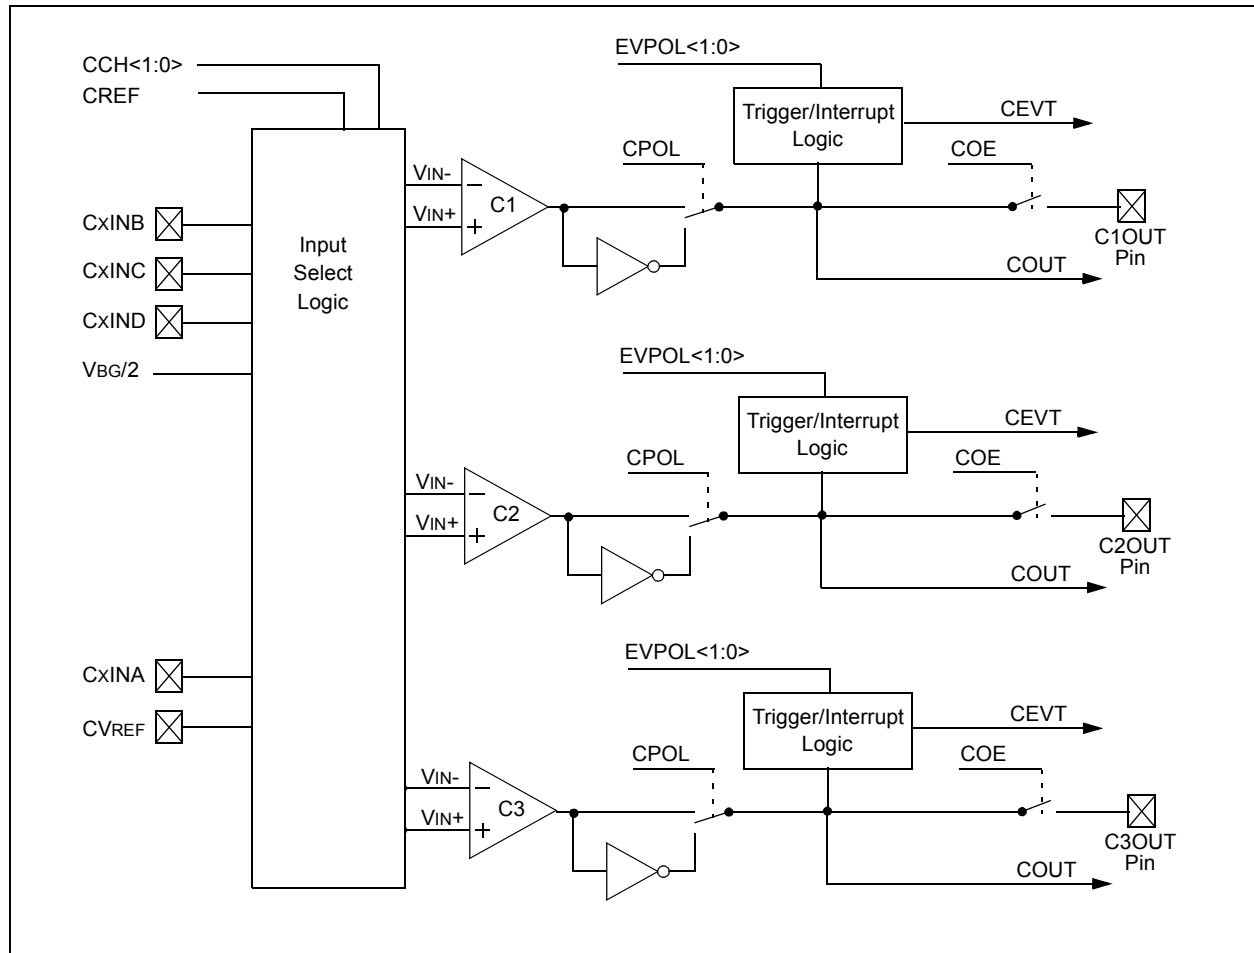 CCH<1:0>
CREF
CxINB
CxINC
CxIND
VBG/2
CxINA
CVREF
Input
Select
Logic
EVPOL<1:0>
Trigger/Interrupt
Logic
CEVT
CPOL
COE
VIN-
VIN+
C1
C1OUT
Pin
COUT
EVPOL<1:0>
Trigger/Interrupt
Logic
CEVT
CPOL
COE
VIN-
VIN+
C2
C2OUT
Pin
COUT
EVPOL<1:0>
Trigger/Interrupt
Logic
CEVT
CPOL
COE
VIN-
VIN+
C3
C3OUT
Pin
COUT